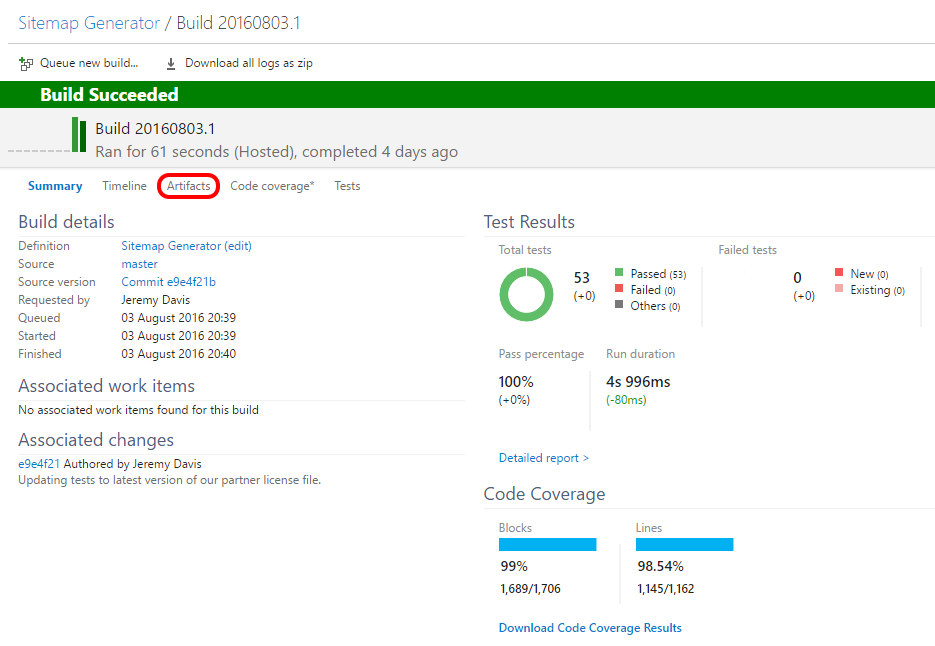 Sitemap Generator / Build 20160803.1
Queue new build... Download all logs as zip
Build Succeeded
Build 20160803.1
Ran for 61 seconds (Hosted), completed 4 days ago
Summary Timeline Artifacts Code coverage* Tests
Build details
Definition Sitemap Generator (edit)
Source master
Source version Commit e9e4f21b
Requested by Jeremy Davis
Queued 03 August 2016 20:39
Started 03 August 2016 20:39
Finished 03 August 2016 20:40
Associated work items
No associated work items found for this build
Associated changes
e9e4f21 Authored by Jeremy Davis
Updating tests to latest version of our partner license file.
Test Results
Total tests
53
(+0)
Passed (53)
Failed (0)
Others (0)
Failed tests
0
(+0)
New (0)
Existing (0)
Pass percentage
100%
(+0%)
Run duration
4s 996ms
(-80ms)
Detailed report >
Code Coverage
Blocks
99%
1,689/1,706
Lines
98.54%
1,145/1,162
Download Code Coverage Results